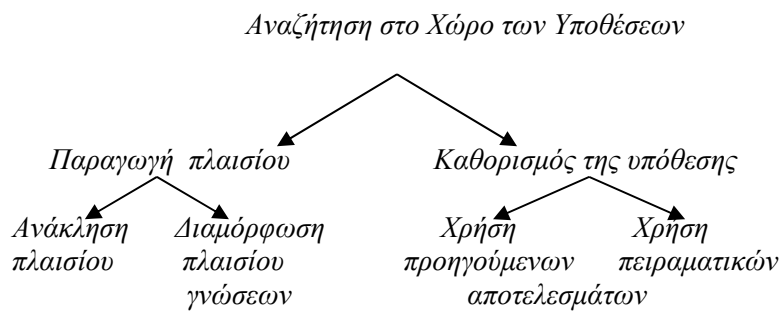 Αναζήτηση στο Χώρο των Υποθέσεων
Παραγωγή πλαισίου
Καθορισμός της υπόθεσης
Ανάκληση
πλαισίου
Διαμόρφωση
πλαισίου
γνώσεων
Χρήση
προηγούμενων
Χρήση
πειραματικών
αποτελεσμάτων